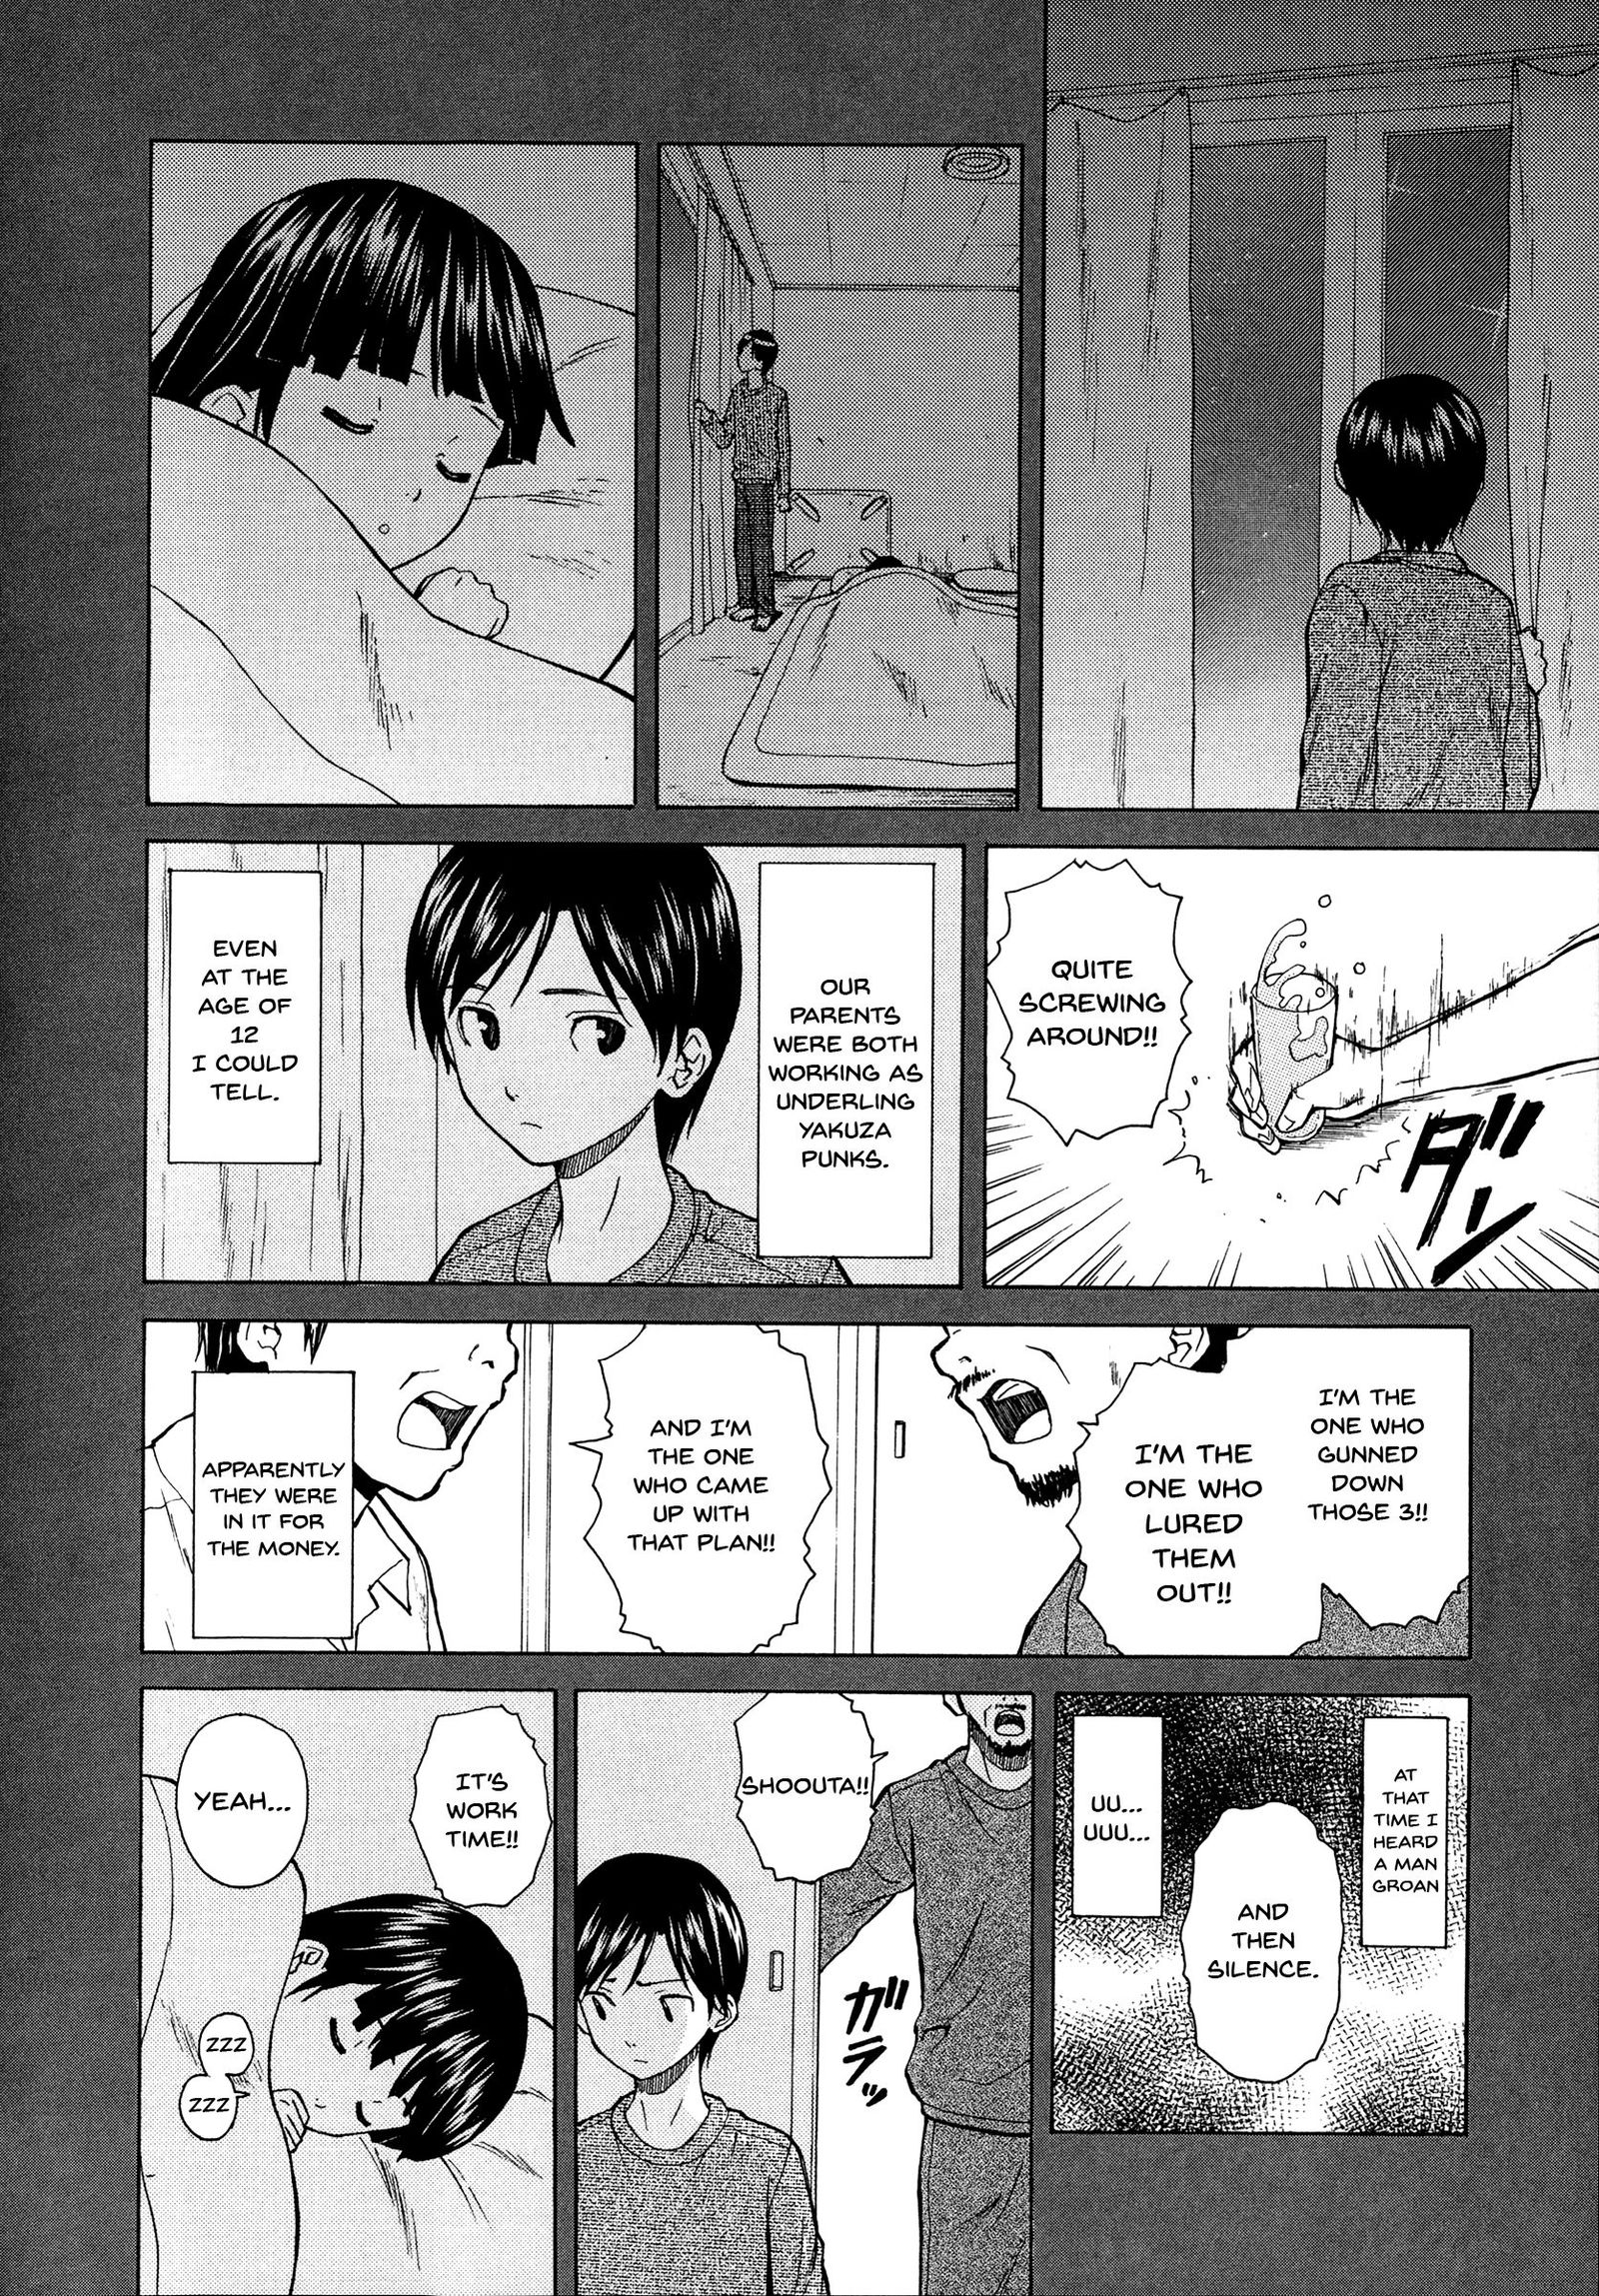 QUITE
SCREWING
AROUND!!
ダンッ
OUR
PARENTS
WERE BOTH
WORKING AS
UNDERLING
YAKUZA
PUNKS.
EVEN
AT THE
AGE OF
12
I COULD
TELL.
I'M THE
ONE WHO
GUNNED
DOWN
THOSE 3!!
I'M THE
ONE WHO
LURED
THEM
OUT!!
AND I'M
THE ONE
WHO CAME
UP WITH
THAT PLAN!!
APPARENTLY
THEY WERE
IN IT FOR
THE MONEY.
AT
THAT
TIME I
HEARD
A MAN
GROAN
AND
THEN
SILENCE.
UU...
UUU...
SHOOUTA!!
ガラッ
IT'S
WORK
TIME!!
YEAH...
ZZZ
ZZZ